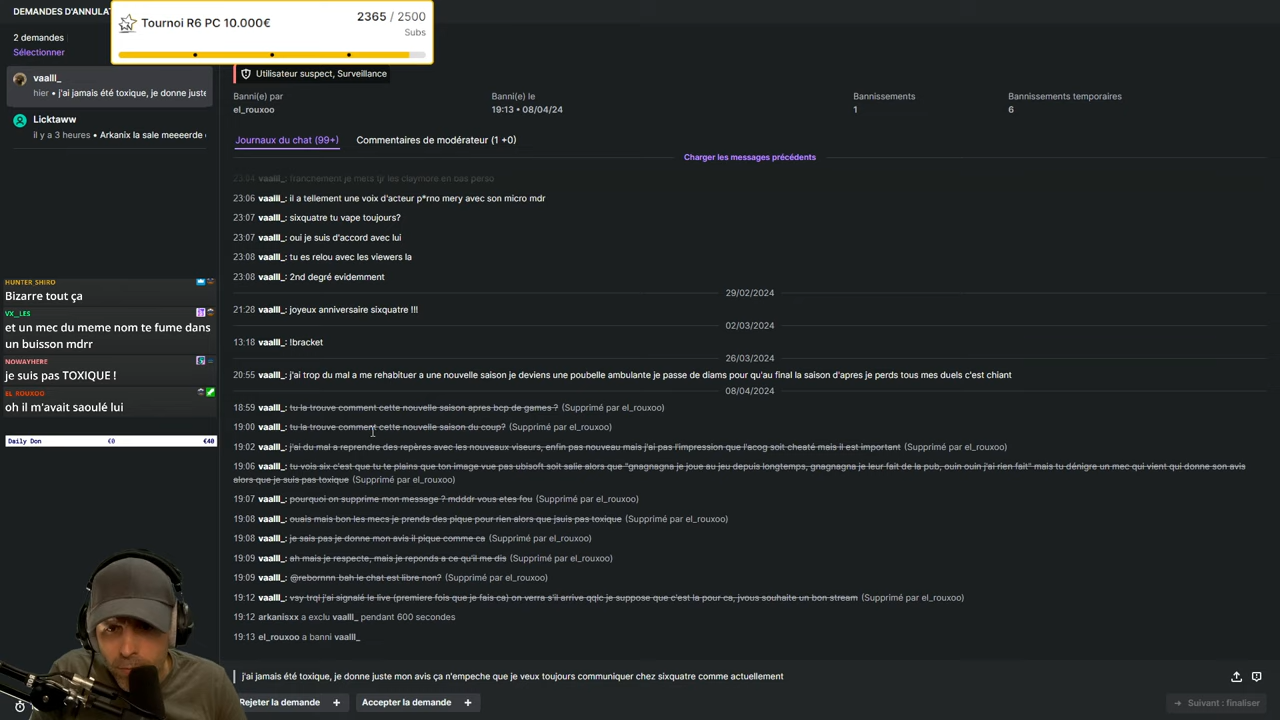 DEMANDES D'ANNULAT
Tournoi R6 PC 10.000€
2365 / 2500
Subs
2 demandes
Sélectionner
vaalll_
hier • j'ai jamais été toxique, je donne juste
Licktaww
il y a 3 heures • Arkanix la sale meeeerde
Utilisateur suspect, Surveillance
Banni(e) par
el_rouxoo
Banni(e) le
19:13 • 08/04/24
Bannissements
1
Bannissements temporaires
6
Journaux du chat (99+)
Commentaires de modérateur (1 +0)
Charger les messages précédents
23:04 vaalll_: franchement je mets tjr les claymore en bas perso
23:06 vaalll_: il a tellement une voix d'acteur p*rno mery avec son micro mdr
23:07 vaalll_: sixquatre tu vape toujours?
23:07 vaalll_: oui je suis d'accord avec lui
23:08 vaalll_: tu es relou avec les viewers la
23:08 vaalll_: 2nd degré evidemment
29/02/2024
21:28 vaalll_: joyeux anniversaire sixquatre !!!
02/03/2024
13:18 vaalll_: !bracket
26/03/2024
20:55 vaalll_: j'ai trop du mal a me rehabituer a une nouvelle saison je deviens une poubelle ambulante je passe de diams pour qu'au final la saison d'apres je perds tous mes duels c'est chiant
08/04/2024
18:59 vaalll_: tu la trouve comment cette nouvelle saison apres bcp de games ? (Supprimé par el_rouxoo)
19:00 vaalll_: tu la trouve comment cette nouvelle saison du coup? (Supprimé par el_rouxoo)
19:02 vaalll_: j'ai du mal a reprendre des repères avec les nouveaux viseurs, enfin pas nouveau mais j'ai pas l'impression que l'acog soit cheaté mais il est important (Supprimé par el_rouxoo)
19:06 vaalll_: tu vois six c'est que tu te plains que ton image vue pas ubisoft soit salie alors que "gnagnagna je joue au jeu depuis longtemps, gnagnagna je leur fait de la pub, ouin ouin j'ai rien fait" mais tu dénigre un mec qui vient qui donne son avis
alors que je suis pas toxique (Supprimé par el_rouxoo)
19:07 vaalll_: pourquoi on supprime mon message ? mdddr vous etes fou (Supprimé par el_rouxoo)
19:08 vaalll_: ouais mais bon les mecs je prends des pique pour rien alors que jsuis pas toxique (Supprimé par el_rouxoo)
19:08 vaalll_: je sais pas je donne mon avis il pique comme ca (Supprimé par el_rouxoo)
19:09 vaalll_: ah mais je respecte, mais je reponds a ce qu'il me dis (Supprimé par el_rouxoo)
19:09 vaalll_: @rebornnn bah le chat est libre non? (Supprimé par el_rouxoo)
19:12 vaalll_: vsy trql j'ai signalé le live (premiere fois que je fais ca) on verra s'il arrive qqlc je suppose que c'est la pour ca, jvous souhaite un bon stream (Supprimé par el_rouxoo)
19:12 arkanisxx a exclu vaalll_ pendant 600 secondes
19:13 el_rouxoo a banni vaalll_
j'ai jamais été toxique, je donne juste mon avis ça n'empeche que je veux toujours communiquer chez sixquatre comme actuellement
Rejeter la demande +
Accepter la demande +
→ Suivant : finaliser
HUNTER SHIRO
Bizarre tout ça
VX_LES
et un mec du meme nom te fume dans
un buisson mdrr
NOWAYHERE
je suis pas TOXIQUE !
EL ROUXOO
oh il m'avait saoulé lui
Daily Don
€0
€40